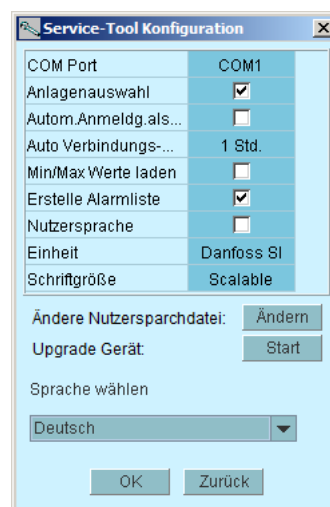 Service-Tool Konfiguration
COM Port COM1
Anlagenauswahl
Autom.Anmeldg.als...
Auto Verbindungs-... 1 Std.
Min/Max Werte laden
Erstelle Alarmliste
Nutzersprache
Einheit Danfoss SI
Schriftgröße Scalable
Ändere Nutzersparchdatei: Ändern
Upgrade Gerät: Start
Sprache wählen
Deutsch
OK Zurück